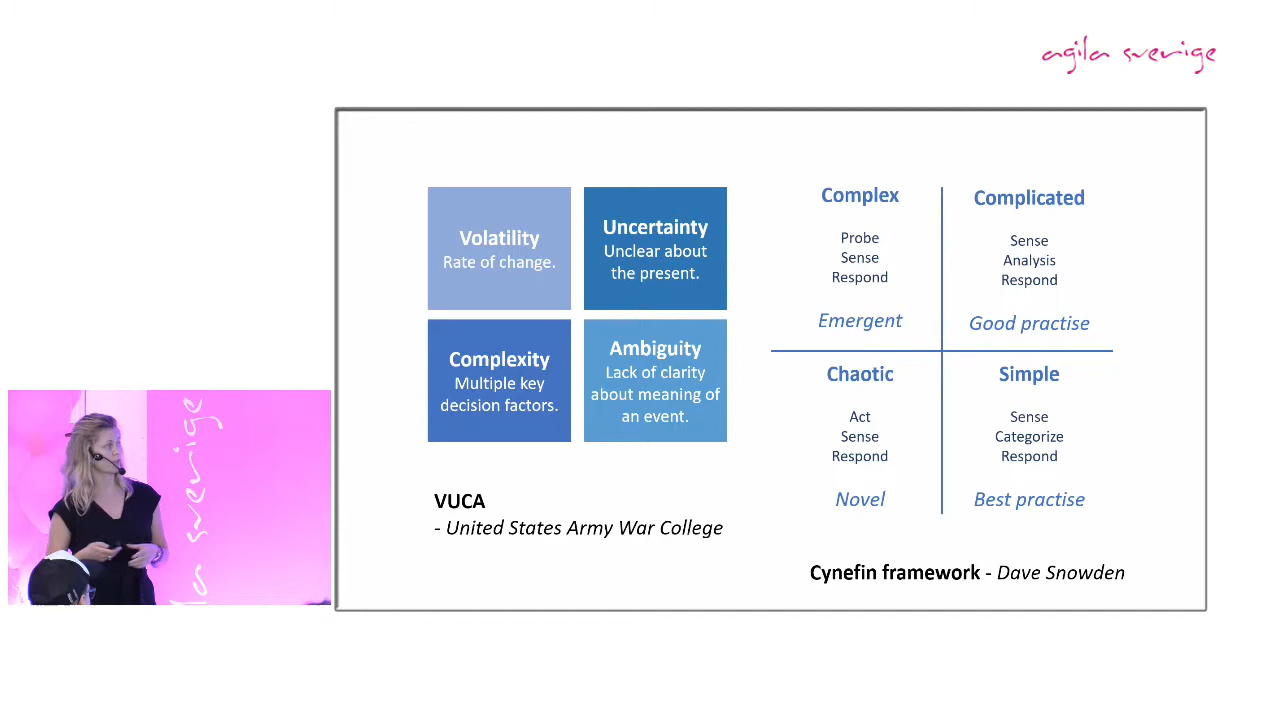 agila sverige
Volatility
Rate of change.
Uncertainty
Unclear about
the present.
Complexity
Multiple key
decision factors.
Ambiguity
Lack of clarity
about meaning of
an event.
VUCA
- United States Army War College
Complex
Probe
Sense
Respond
Emergent
Complicated
Sense
Analysis
Respond
Good practise
Chaotic
Act
Sense
Respond
Novel
Simple
Sense
Categorize
Respond
Best practise
Cynefin framework - Dave Snowden
la sverige